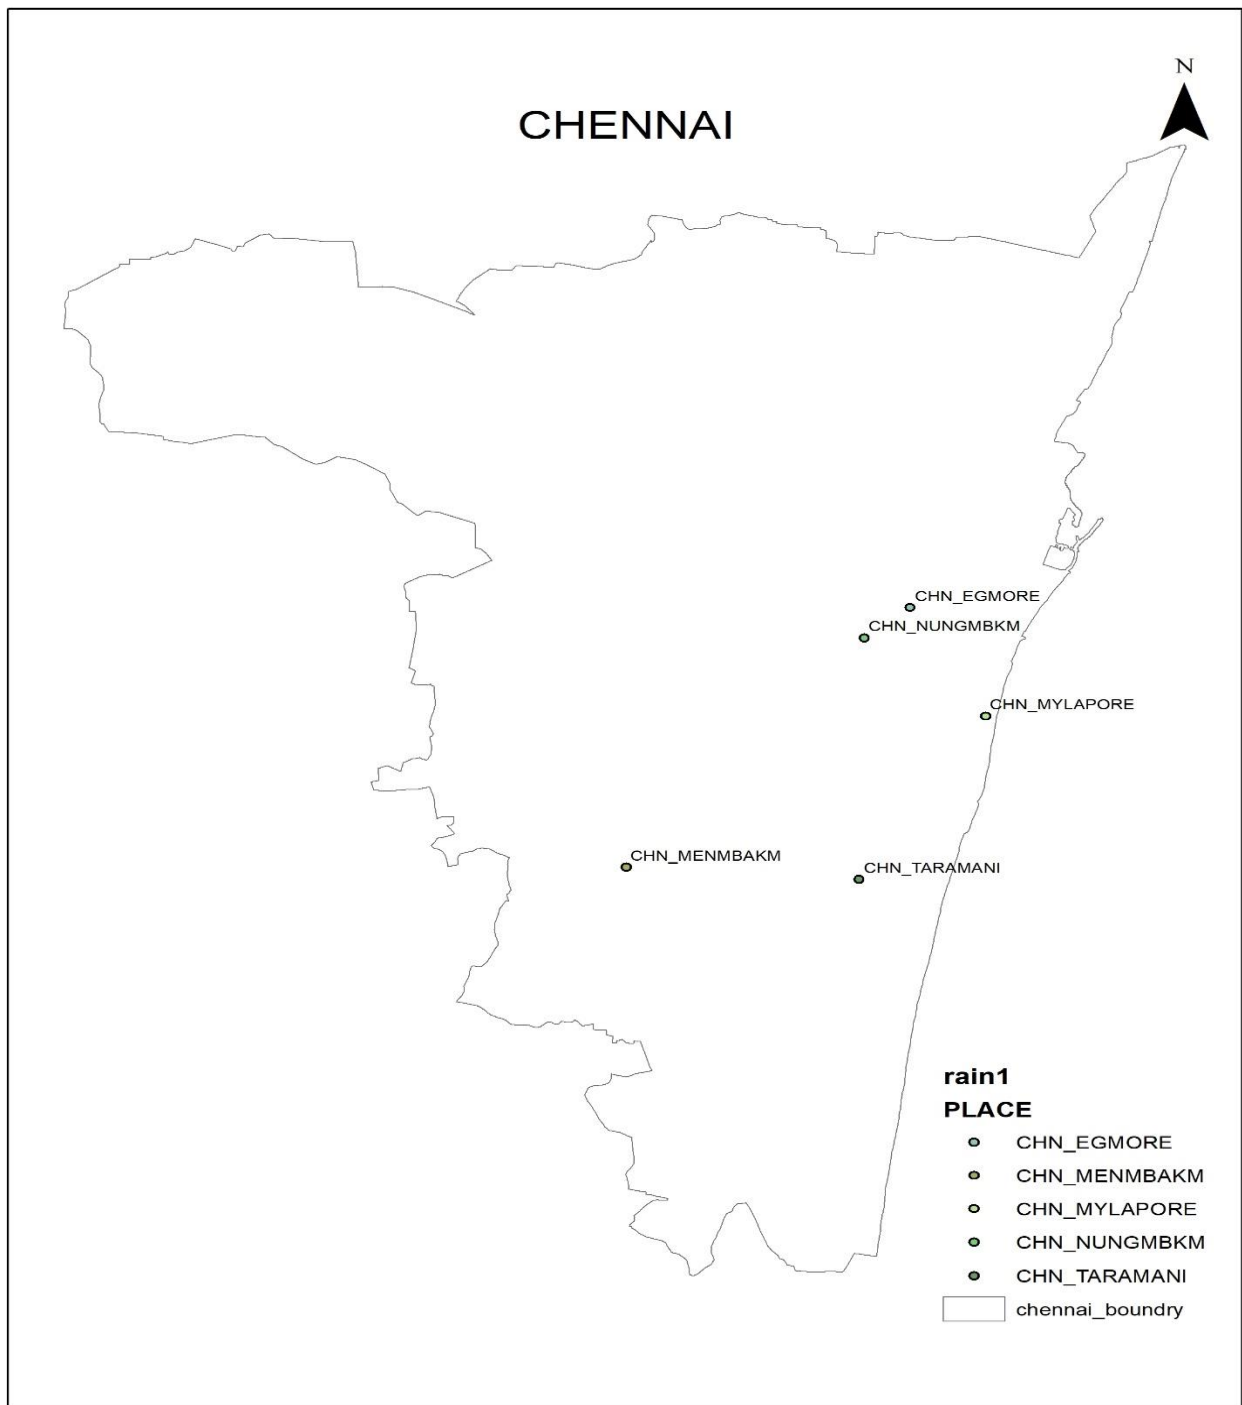 N
CHENNAI
CHN_EGMORE
CHN_NUNGMBKM
CHN_MYLAPORE
CHN_MENMBAKM
CHN_TARAMANI
rain1
PLACE
CHN_EGMORE
CHN_MENMBAKM
CHN_MYLAPORE
CHN_NUNGMBKM
CHN_TARAMANI
chennai_boundry